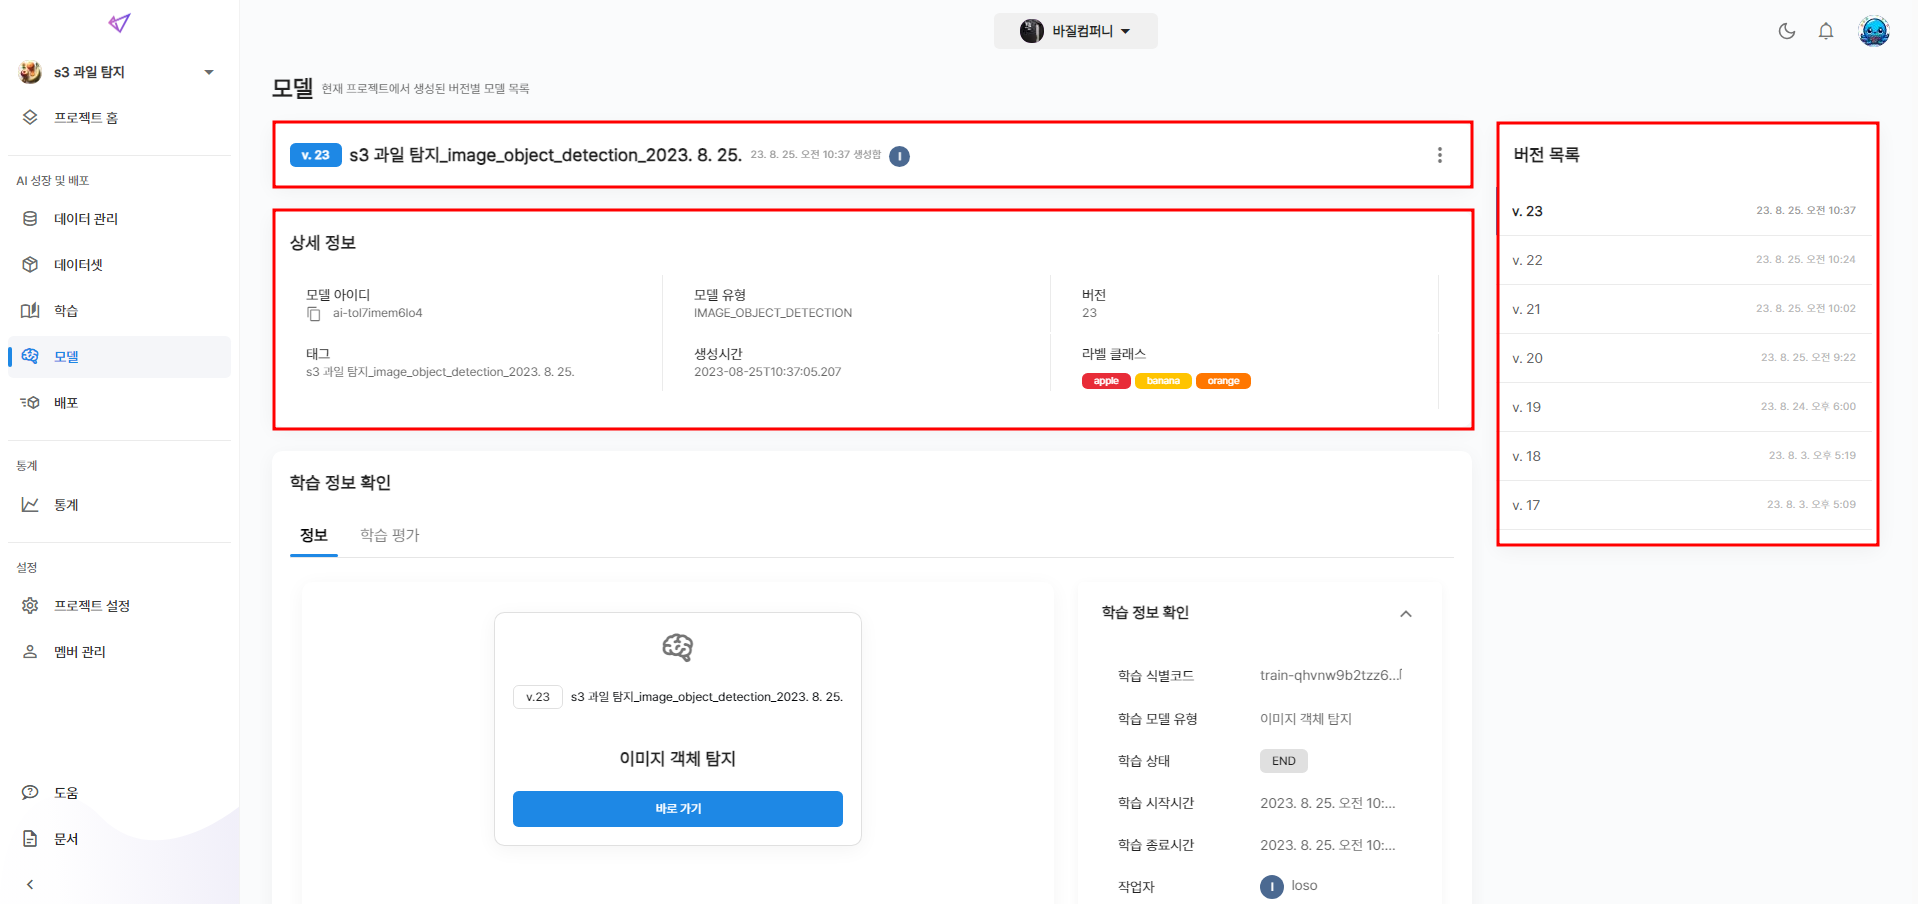 바질컴퍼니
s3 과일 탐지
프로젝트 홈
AI 성장 및 배포
데이터 관리
데이터셋
학습
모델
배포
통계
통계
설정
프로젝트 설정
멤버 관리
도움
문서
모델 현재 프로젝트에서 생성된 버전별 모델 목록
v. 23 s3 과일 탐지_image_object_detection_2023. 8. 25. 23. 8. 25. 오전 10:37 생성함 I
상세 정보
모델 아이디
ai-tol7imem6lo4
모델 유형
IMAGE_OBJECT_DETECTION
버전
23
태그
s3 과일 탐지_image_object_detection_2023. 8. 25.
생성시간
2023-08-25T10:37:05.207
라벨 클래스
apple banana orange
학습 정보 확인
정보 학습 평가
v.23 s3 과일 탐지_image_object_detection_2023. 8. 25.
이미지 객체 탐지
바로 가기
학습 정보 확인
학습 식별코드 train-qhvnw9b2tzz6...
학습 모델 유형 이미지 객체 탐지
학습 상태 END
학습 시작시간 2023. 8. 25. 오전 10:...
학습 종료시간 2023. 8. 25. 오전 10:...
작업자 I loso
버전 목록
v. 23 23. 8. 25. 오전 10:37
v. 22 23. 8. 25. 오전 10:24
v. 21 23. 8. 25. 오전 10:02
v. 20 23. 8. 25. 오전 9:22
v. 19 23. 8. 24. 오후 6:00
v. 18 23. 8. 3. 오후 5:19
v. 17 23. 8. 3. 오후 5:09